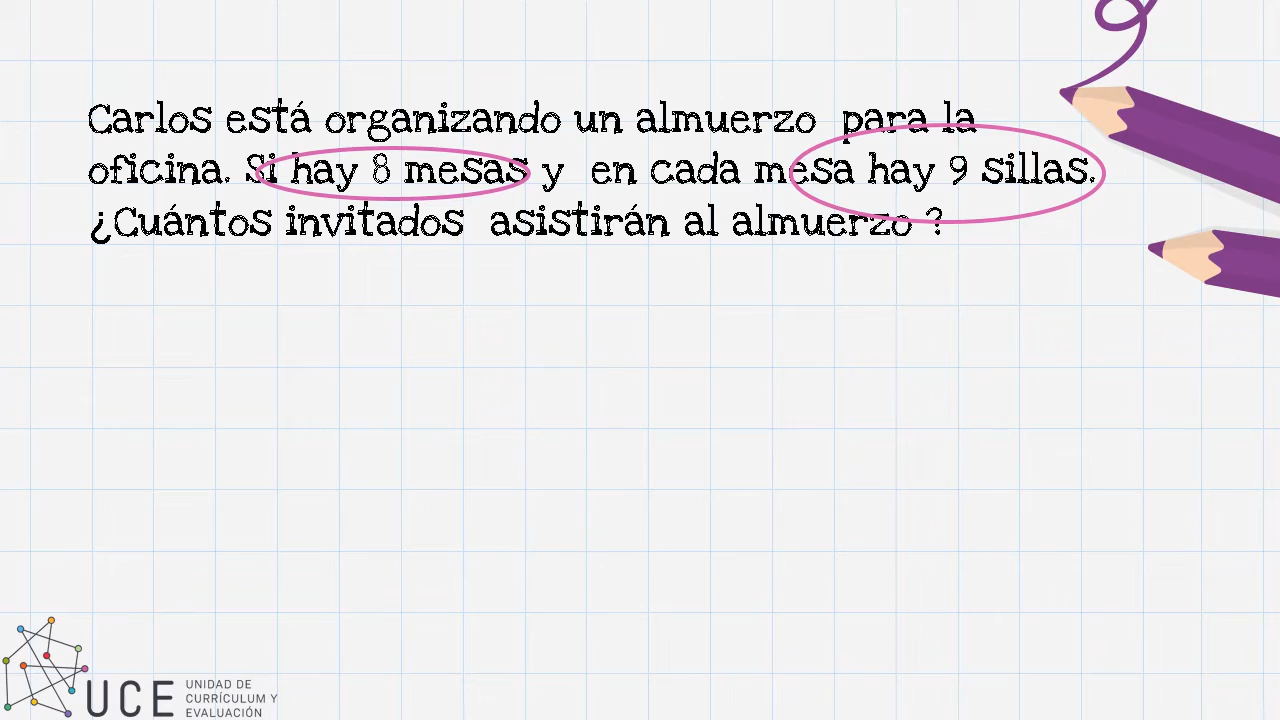 Carlos está organizando un almuerzo para la
oficina. Si hay 8 mesas y en cada mesa hay 9 sillas.
¿Cuántos invitados asistirán al almuerzo ?
UCE
UNIDAD DE
CURRÍCULUM Y
EVALUACIÓN